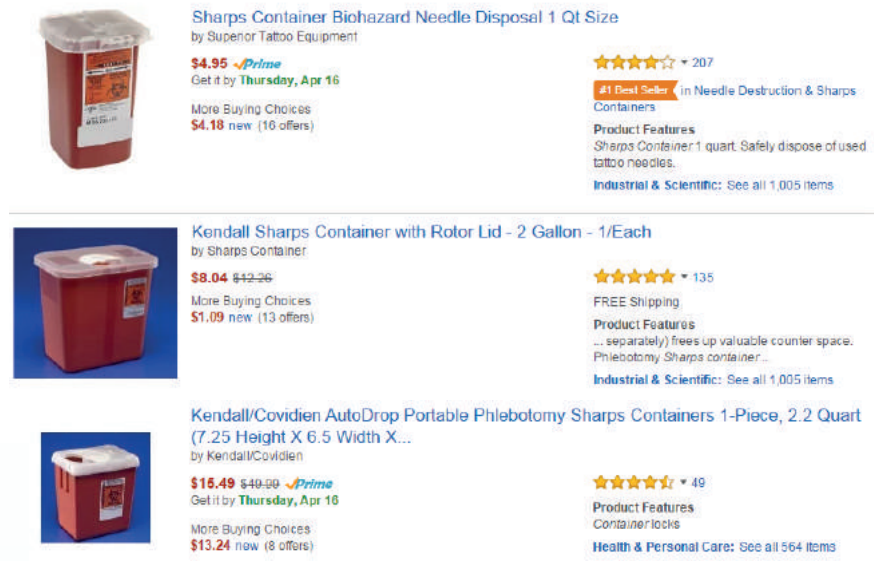 Sharps Container Biohazard Needle Disposal 1 Qt Size
by Superior Tattoo Equipment
$4.95 Prime
Get it by Thursday, Apr 16
More Buying Choices
$4.18 new (16 offers)
207
#1 Best Seller in Needle Destruction & Sharps
Containers
Product Features
Sharps Container 1 quart. Safely dispose of used
tattoo needles.
Industrial & Scientific: See all 1,005 items
Kendall Sharps Container with Rotor Lid - 2 Gallon - 1/Each
by Sharps Container
$8.04 $12.26
More Buying Choices
$1.09 new (13 offers)
135
FREE Shipping
Product Features
... separately) frees up valuable counter space.
Phlebotomy Sharps container ...
Industrial & Scientific: See all 1,005 items
Kendall/Covidien AutoDrop Portable Phlebotomy Sharps Containers 1-Piece, 2.2 Quart
(7.25 Height X 6.5 Width X...
by Kendall/Covidien
$15.49 $49.99 Prime
Get it by Thursday, Apr 16
More Buying Choices
$13.24 new (8 offers)
49
Product Features
Container locks
Health & Personal Care: See all 564 items